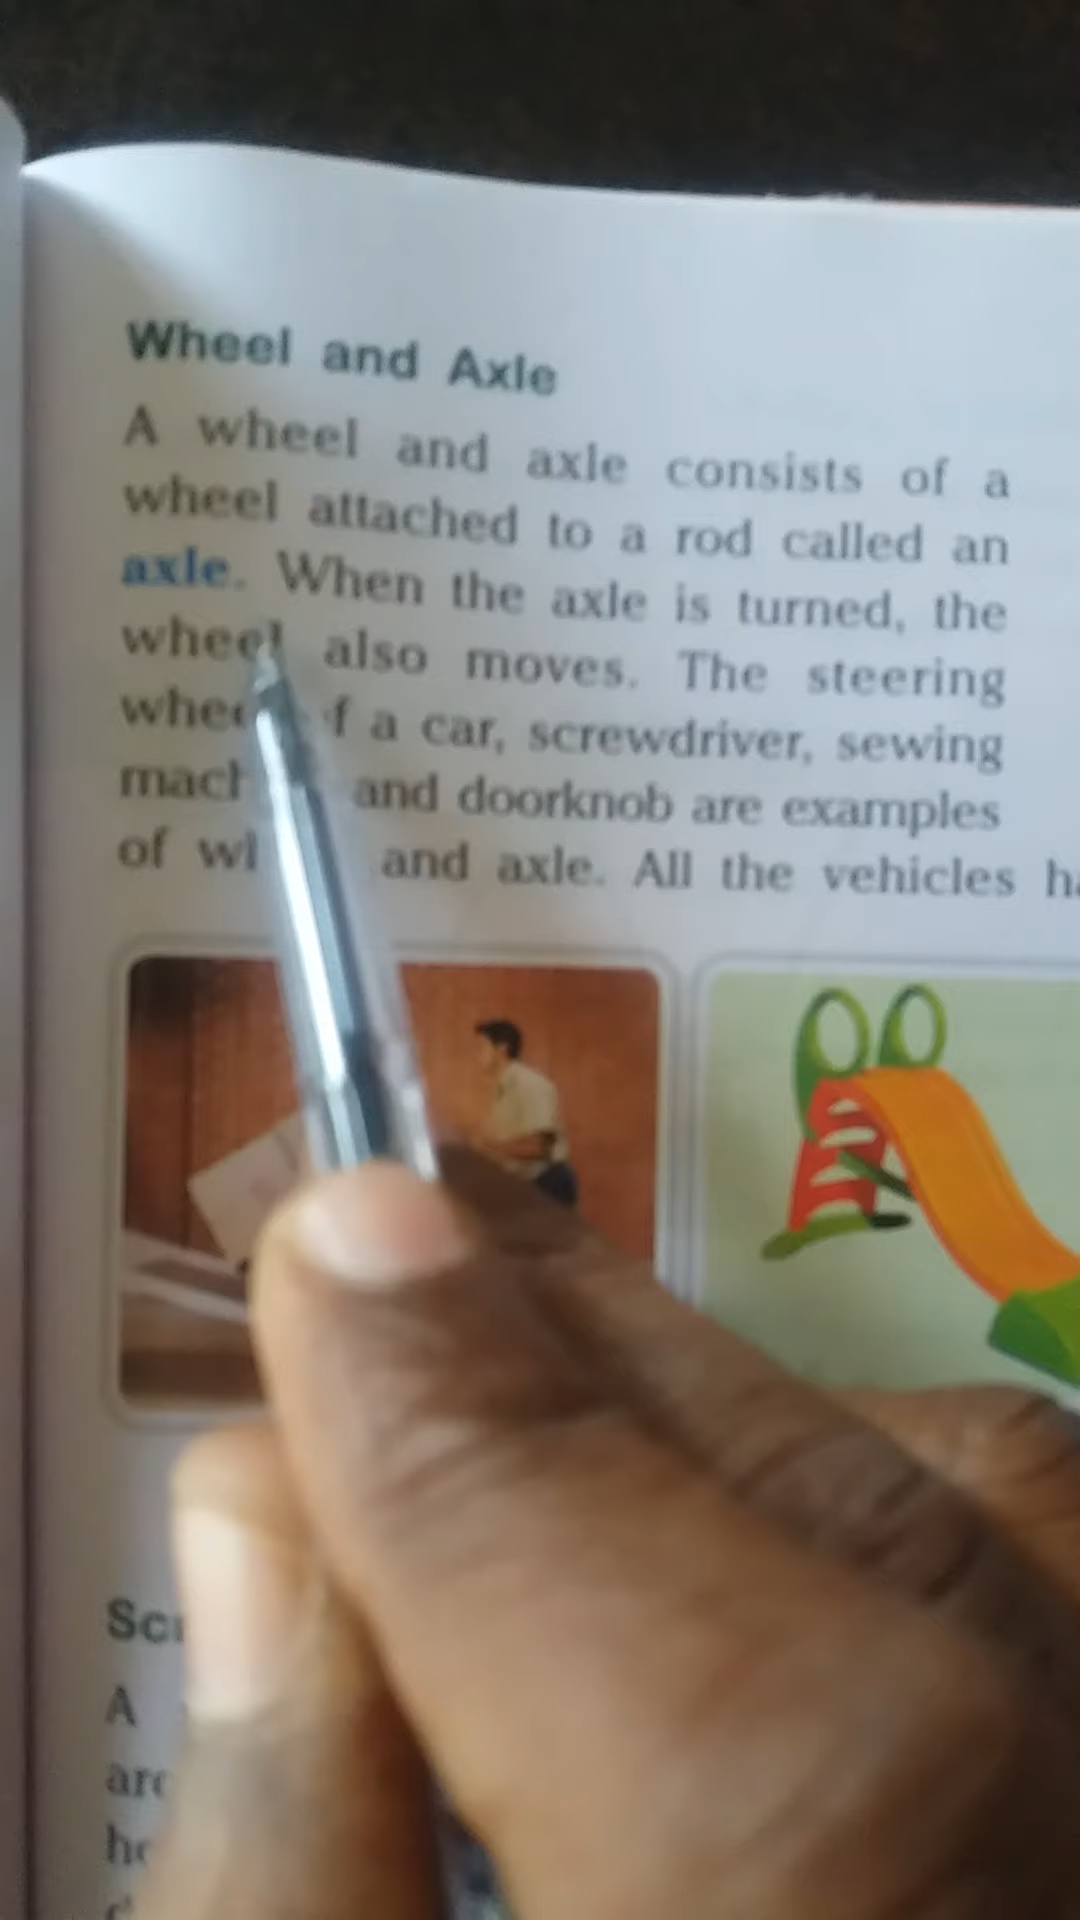 Wheel and Axle
A wheel and axle consists of a
wheel attached to a rod called an
axle. When the axle is turned, the
wheel also moves. The steering
f a car, screwdriver, sewing
and doorknob are examples
of and axle. All the vehicles
A